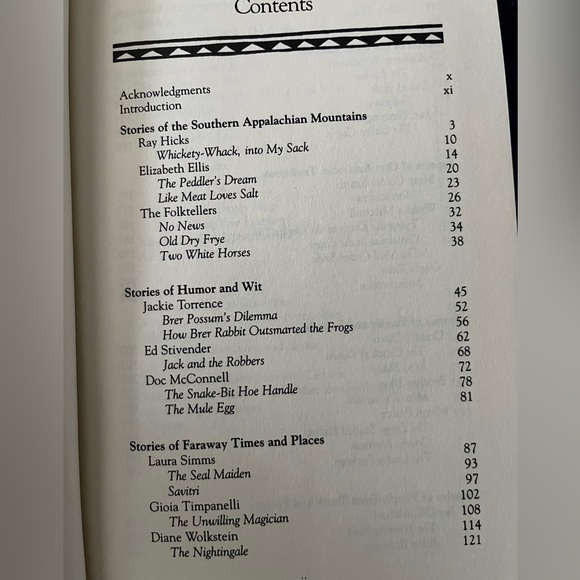 Contents
Acknowledgments x
Introduction xi
Stories of the Southern Appalachian Mountains
Ray Hicks 3
Whickety-Whack, into My Sack 10
Elizabeth Ellis 14
The Peddler's Dream 20
Like Meat Loves Salt 23
The Folktellers 26
No News 32
Old Dry Frye 34
Two White Horses 38
Stories of Humor and Wit
Jackie Torrence 45
Brer Possum's Dilemma 52
How Brer Rabbit Outsmarted the Frogs 56
Ed Stivender 62
Jack and the Robbers 68
Doc McConnell 72
The Snake-Bit Hoe Handle 78
The Mule Egg 81
Stories of Faraway Times and Places
Laura Simms 87
The Seal Maiden 93
Savitri 97
Gioia Timpanelli 102
The Unwilling Magician 108
Diane Wolkstein 114
The Nightingale 121